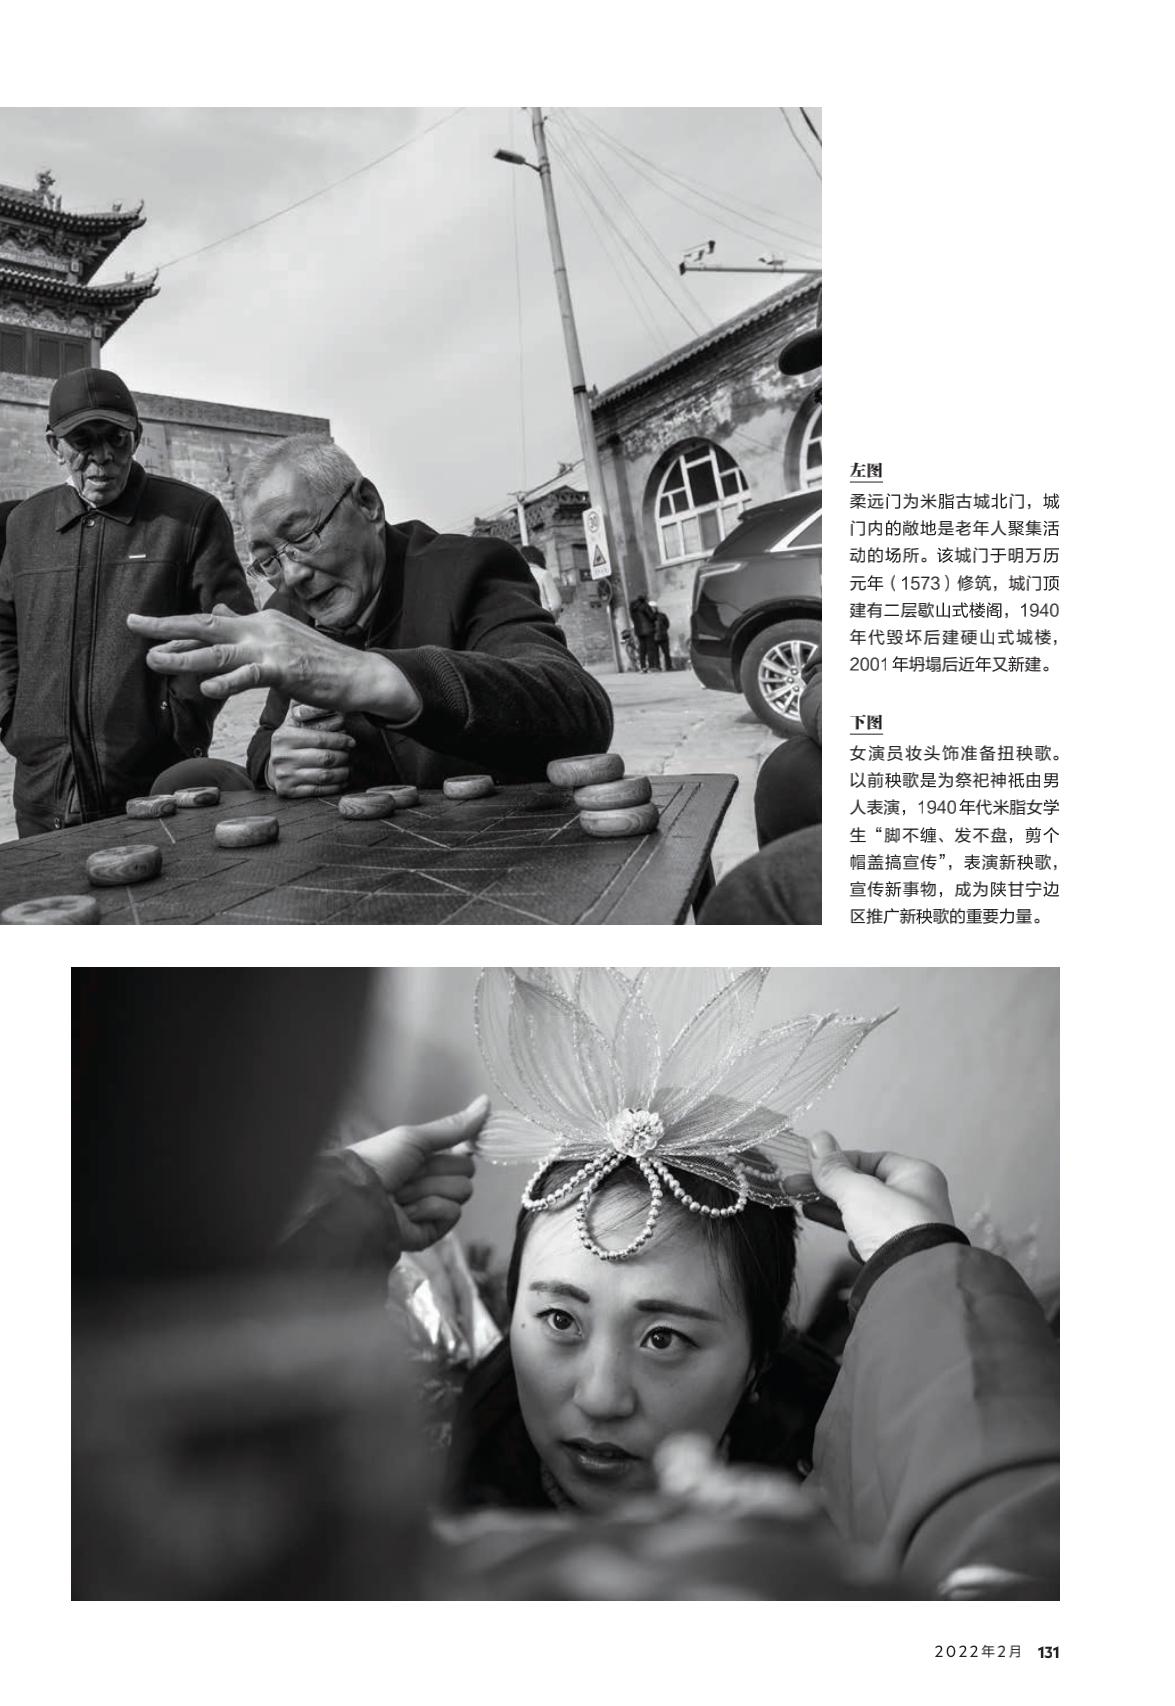 左图
柔远门为米脂古城北门，城
门内的敞地是老年人聚集活
动的场所。该城门于明万历
元年（1573）修筑，城门顶
建有二层歇山式楼阁，1940
年代毁坏后建硬山式城楼，
2001年坍塌后近年又新建。
下图
女演员妆头饰准备扭秧歌。
以前秧歌是为祭祀神祇由男
人表演，1940年代米脂女学
生“脚不缠、发不盘，剪个
帽盖搞宣传”，表演新秧歌，
宣传新事物，成为陕甘宁边
区推广新秧歌的重要力量。
30
2022年2月 131